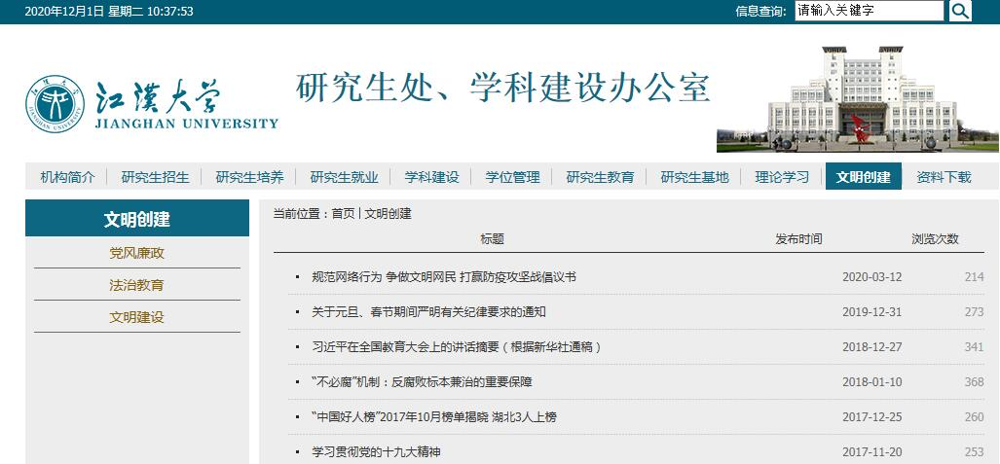 2020年12月1日 星期二 10:37:53
信息查询: 请输入关键字
江汉大学
JIANGHAN UNIVERSITY
研究生处、学科建设办公室
机构简介 研究生招生 研究生培养 研究生就业 学科建设 学位管理 研究生教育 研究生基地 理论学习 文明创建 资料下载
文明创建
党风廉政
法治教育
文明建设
当前位置：首页 | 文明创建
标题 发布时间 浏览次数
规范网络行为 争做文明网民 打赢防疫攻坚战倡议书 2020-03-12 214
关于元旦、春节期间严明有关纪律要求的通知 2019-12-31 273
习近平在全国教育大会上的讲话摘要（根据新华社通稿） 2018-12-27 341
“不必腐”机制：反腐败标本兼治的重要保障 2018-01-10 368
“中国好人榜”2017年10月榜单揭晓 湖北3人上榜 2017-12-25 260
学习贯彻党的十九大精神 2017-11-20 253